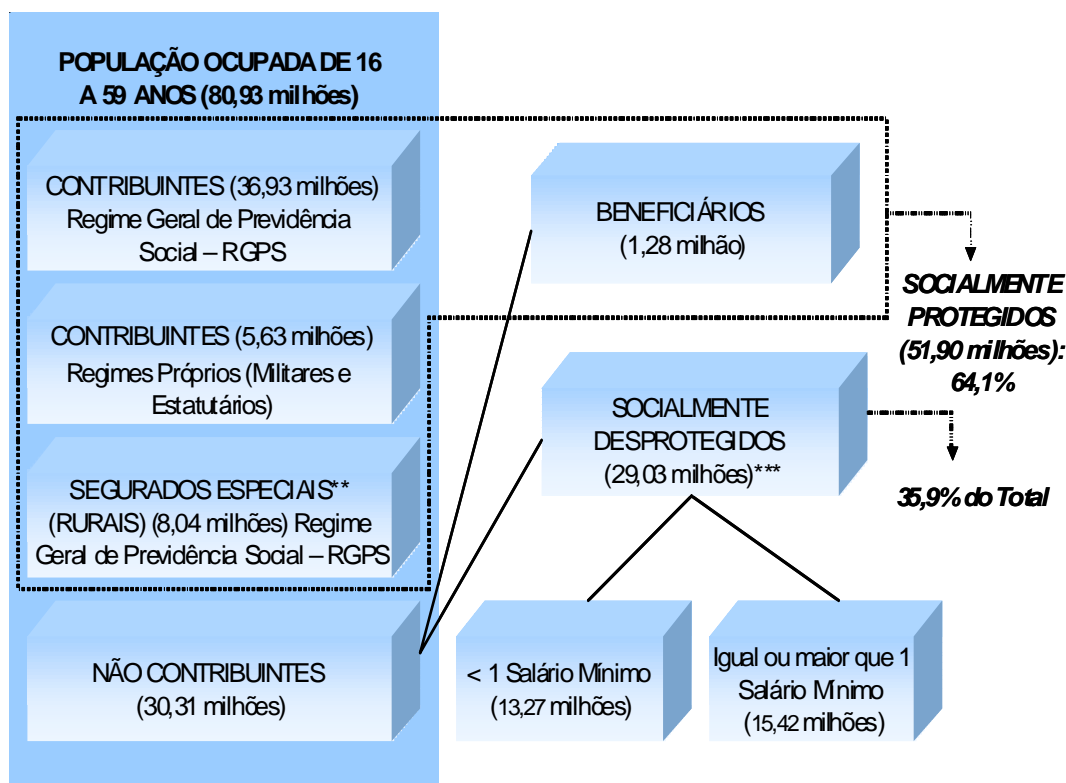 POPULAÇÃO OCUPADA DE 16
A 59 ANOS (80,93 milhões)
CONTRIBUINTES (36,93 milhões)
Regime Geral de Previdência
Social – RGPS
CONTRIBUINTES (5,63 milhões)
Regimes Próprios (Militares e
Estatutários)
SEGURADOS ESPECIAIS**
(RURAIS) (8,04 milhões) Regime
Geral de Previdência Social – RGPS
NÃO CONTRIBUINTES
(30,31 milhões)
BENEFICIÁRIOS
(1,28 milhão)
SOCIALMENTE
DESPROTEGIDOS
(29,03 milhões)***
< 1 Salário Mínimo
(13,27 milhões)
Igual ou maior que 1
Salário Mínimo
(15,42 milhões)
SOCIALMENTE
PROTEGIDOS
(51,90 milhões):
64,1%
35,9% do Total